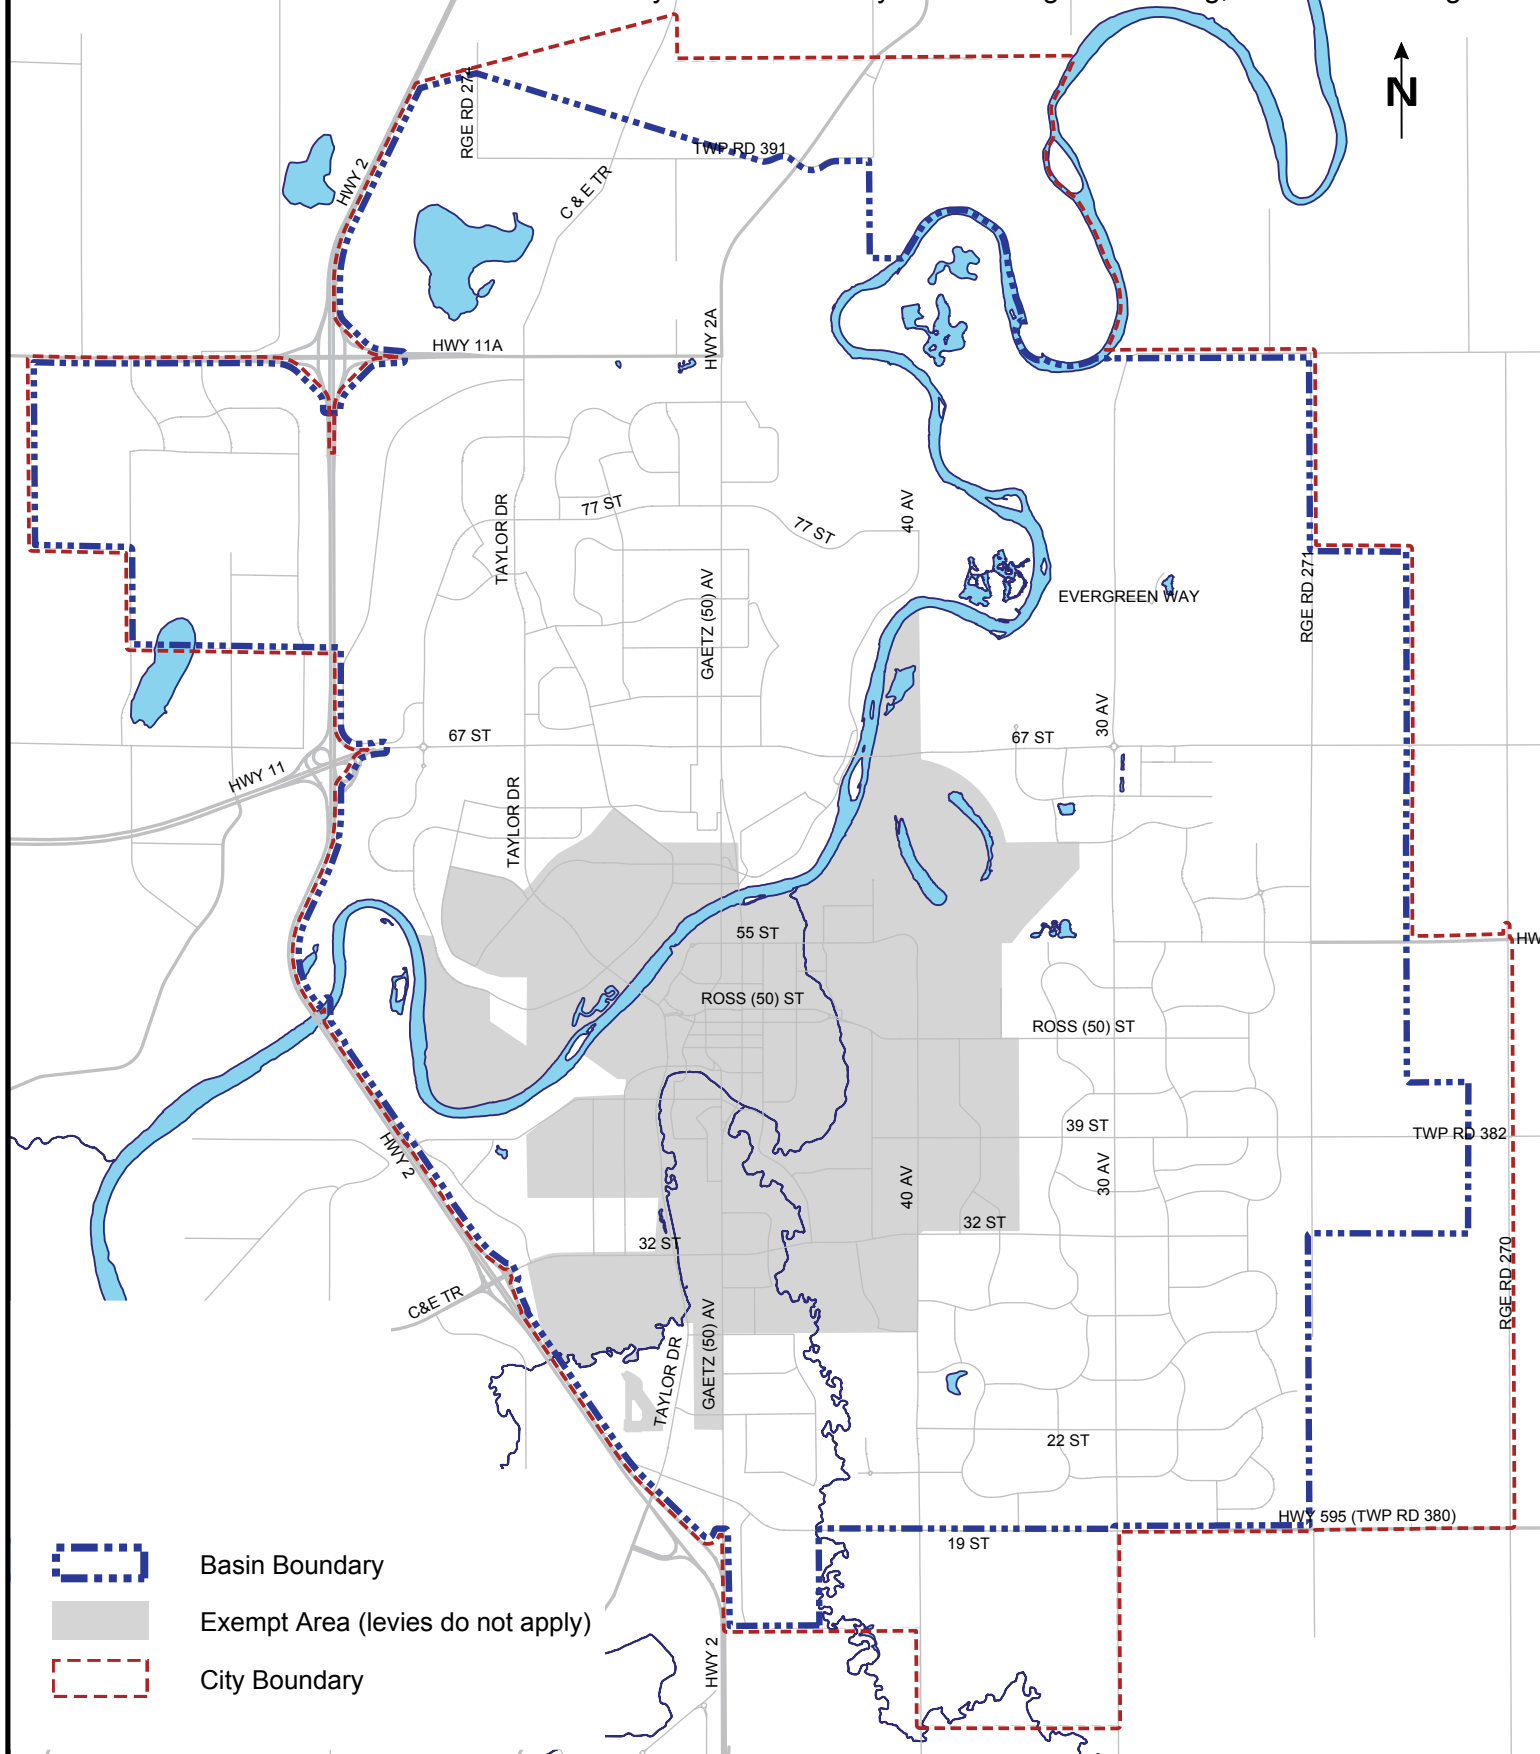 N
RGE RD 274
TWP RD 391
HWY 2
C & E TR
HWY 11A
HWY 2A
TAYLOR DR
77 ST
77 ST
40 AV
GAETZ (50) AV
EVERGREEN WAY
RGE RD 271
67 ST
67 ST
30 AV
HWY 11
TAYLOR DR
55 ST
HW
ROSS (50) ST
ROSS (50) ST
39 ST
TWP RD 382
HWY 2
40 AV
30 AV
32 ST
32 ST
RGE RD 270
C&E TR
TAYLOR DR
GAETZ (50) AV
22 ST
HWY 595 (TWP RD 380)
19 ST
HWY 2
Basin Boundary
Exempt Area (levies do not apply)
City Boundary